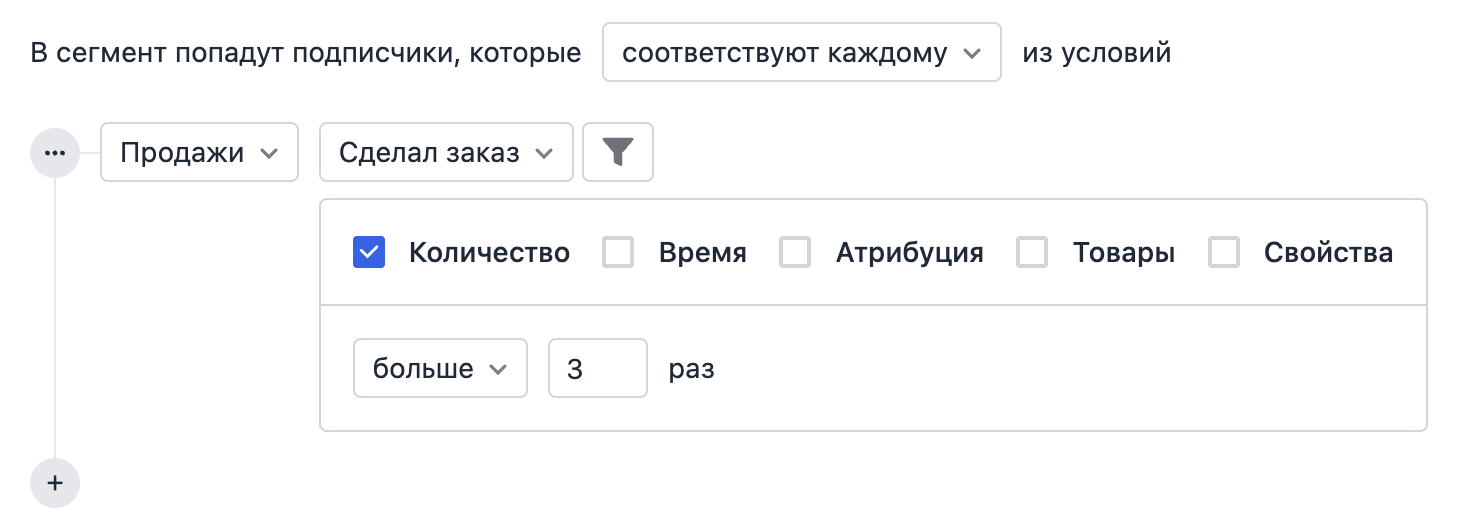 В сегмент попадут подписчики, которые соответствуют каждому из условий
Продажи Сделал заказ
Количество Время Атрибуция Товары Свойства
больше 3 раз